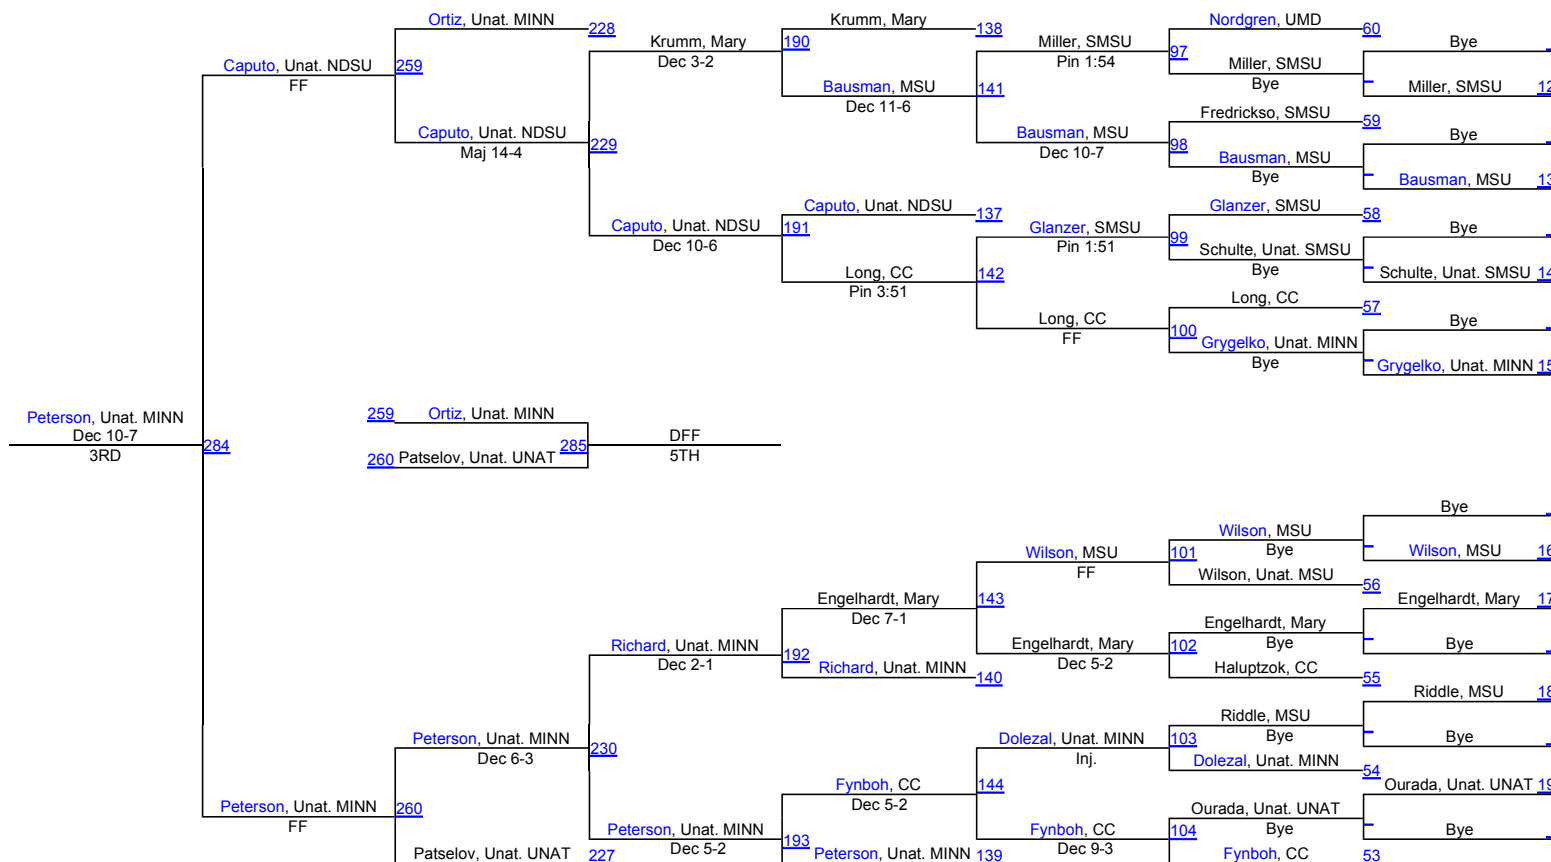 Ortiz, Unat. MINN 228 Krumm, Mary 138 Nordgren, UMD 60
Krumm, Mary 190 Miller, SMSU Bye
Dec 3-2 Pin 1:54 97
Caputo, Unat. NDSU 259 Miller, SMSU
FF Bausman, MSU 141 Bye Miller, SMSU 12
Dec 11-6 Fredrickso, SMSU 59
Caputo, Unat. NDSU Bausman, MSU Bye
Maj 14-4 229 Dec 10-7 98
Bausman, MSU
Bye Bausman, MSU 13
Caputo, Unat. NDSU 137 Glanzer, SMSU 58
Caputo, Unat. NDSU 191 Glanzer, SMSU 99
Dec 10-6 Pin 1:51 Schulte, Unat. SMSU Bye
Long, CC 142 Bye Schulte, Unat. SMSU 14
Pin 3:51 Long, CC 57
Long, CC 100 Bye
FF Grygelko, Unat. MINN
Bye Grygelko, Unat. MINN 15
Peterson, Unat. MINN 259 Ortiz, Unat. MINN
Dec 10-7 284 285 DFF
3RD 260 Patselov, Unat. UNAT 5TH
Bye
Wilson, MSU
Wilson, MSU 101 Bye Wilson, MSU 16
FF Wilson, Unat. MSU 56
Engelhardt, Mary 143 Engelhardt, Mary 17
Dec 7-1 Engelhardt, Mary
Richard, Unat. MINN 192 Engelhardt, Mary 102 Bye Bye
Dec 2-1 Richard, Unat. MINN 140 Dec 5-2 Haluptzok, CC 55
Riddle, MSU 18
Riddle, MSU
Peterson, Unat. MINN 230 Dolezal, Unat. MINN 103 Bye Bye
Dec 6-3 Inj. Dolezal, Unat. MINN 54
Fynboh, CC 144 Ourada, Unat. UNAT 19
Peterson, Unat. MINN 260 Dec 5-2 Ourada, Unat. UNAT
FF Peterson, Unat. MINN 193 Fynboh, CC 104 Bye Bye
Patselov, Unat. UNAT 227 Dec 5-2 Peterson, Unat. MINN 139 Dec 9-3 Fynboh, CC 53